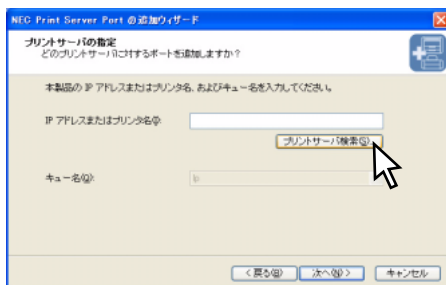 NEC Print Server Port の追加ウィザード
プリントサーバの指定
どのプリントサーバに対するポートを追加しますか?
本製品の IP アドレスまたはプリンタ名、およびキュー名を入力してください。
IP アドレスまたはプリンタ名(I):
プリントサーバ検索(S)...
キュー名(Q):
lp
< 戻る(B)
次へ(N) >
キャンセル